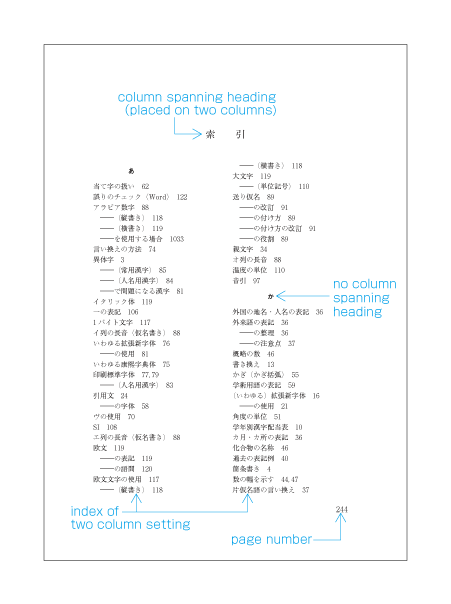 column spanning heading
(placed on two columns)
索 引
あ
当て字の扱い 62
誤りのチェック（Word） 122
アラビア数字 88
――（縦書き） 118
――（横書き） 119
――を使用する場合 1033
言い換えの方法 74
異体字 3
――（常用漢字） 85
――（人名用漢字） 84
――で問題になる漢字 81
イタリック体 119
一の表記 106
1バイト文字 117
イ列の長音（仮名書き） 88
いわゆる拡張新字体 76
――の使用 81
いわゆる康熙字典体 75
印刷標準字体 77,79
――（人名用漢字） 83
引用文 24
――の字体 58
ヴの使用 70
SI 108
エ列の長音（仮名書き） 88
欧文 119
――の表記 119
――の語間 120
欧文文字の使用 117
――（縦書き） 118
――（横書き） 118
大文字 119
――（単位記号） 110
送り仮名 89
――の改訂 91
――の付け方 89
――の付け方の改訂 91
――の役割 89
親文字 34
オ列の長音 88
温度の単位 110
音引 97
か
no column
spanning
heading
外国の地名・人名の表記 36
外来語の表記 36
――の整理 36
――の注意点 37
概略の数 46
書き換え 13
かぎ（かぎ括弧） 55
学術用語の表記 59
（いわゆる）拡張新字体 16
――の使用 21
角度の単位 51
学年別漢字配当表 10
カ月・カ所の表記 36
化合物の名称 46
過去の表記例 40
箇条書き 4
数の幅を示す 44,47
片仮名語の言い換え 37
index of
two column setting
244
page number